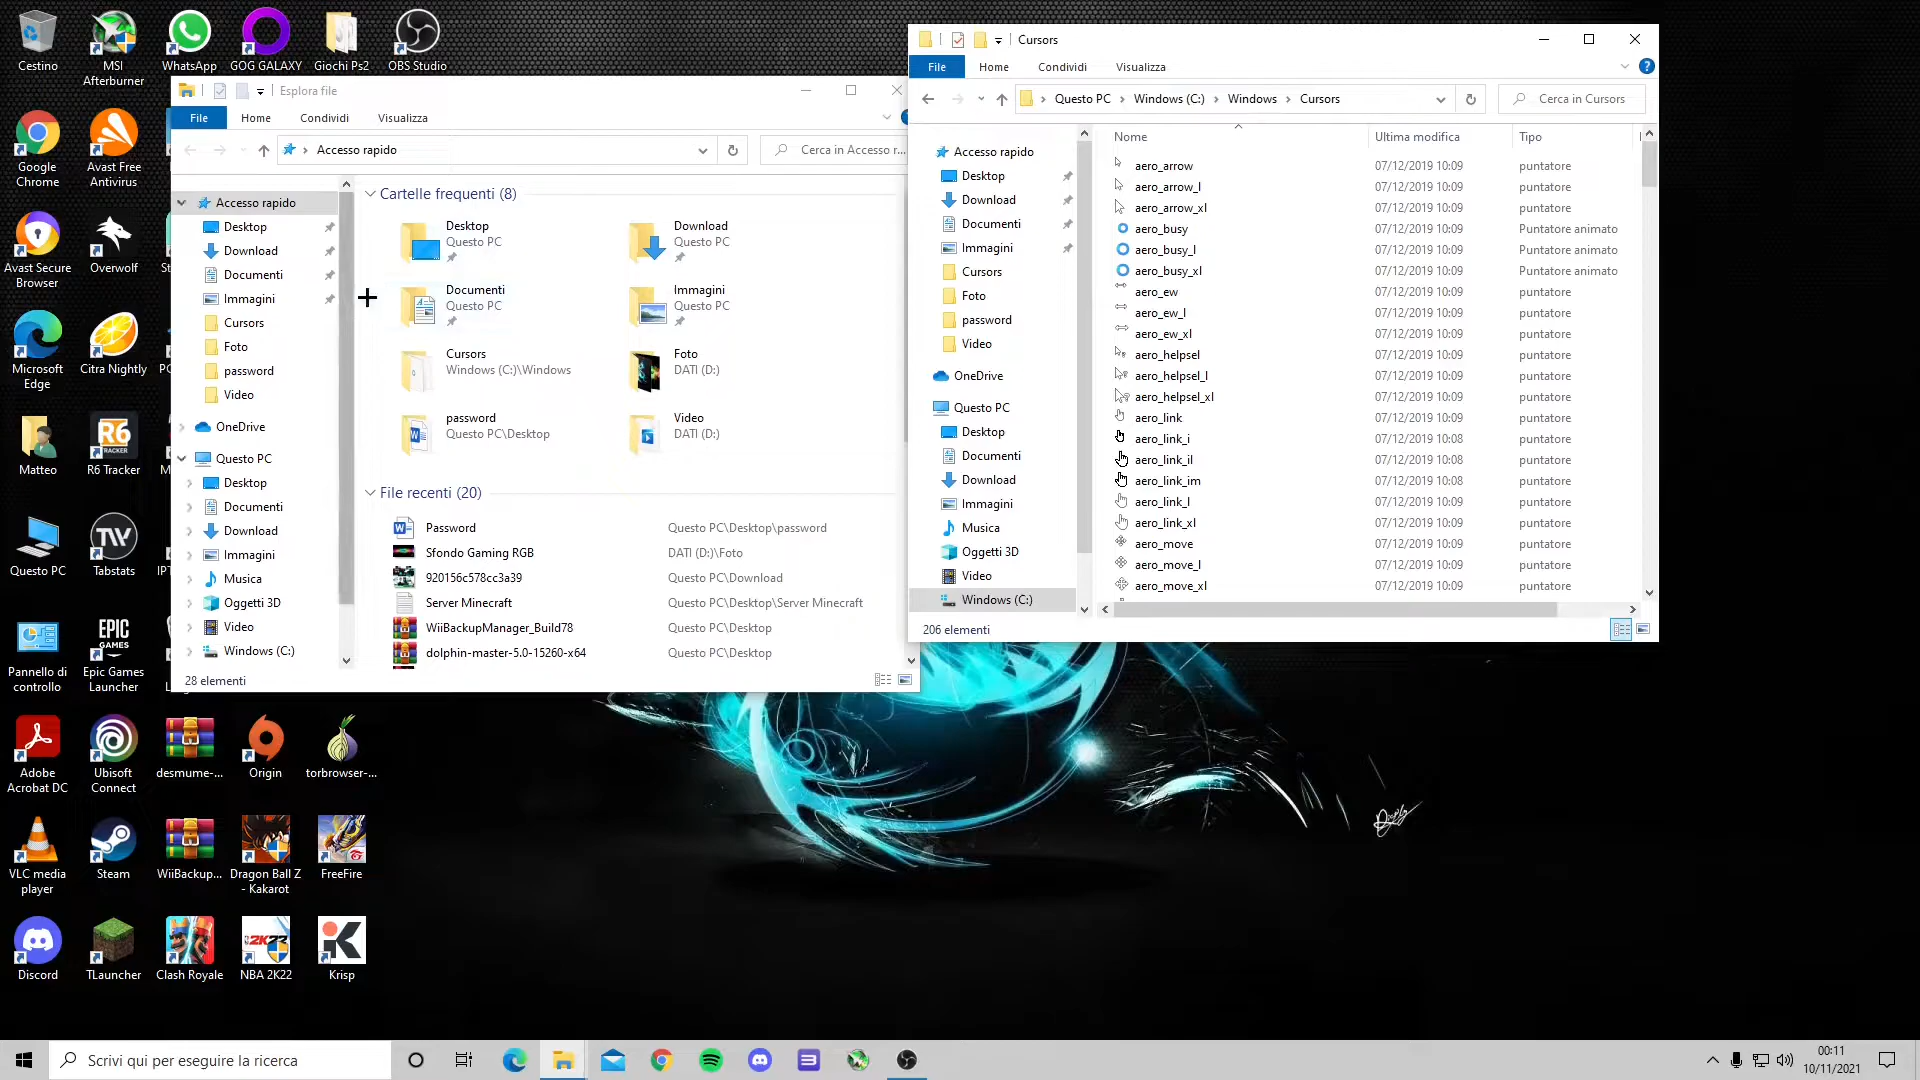 Cestino
MSI
Afterburner
WhatsApp
GOG GALAXY
Giochi Ps2
OBS Studio
Google
Chrome
Avast Free
Antivirus
Avast Secure
Browser
Overwolf
Microsoft
Edge
Citra Nightly
Matteo
R6
TRACKER
R6 Tracker
Questo PC
Tabstats
Pannello di
controllo
EPIC
GAMES
Epic Games
Launcher
Adobe
Acrobat DC
Ubisoft
Connect
desmume-...
Origin
torbrowser-...
VLC media
player
Steam
WiiBackup...
Dragon Ball Z
- Kakarot
FreeFire
Discord
TLauncher
Clash Royale
NBA 2K22
Krisp
Esplora file
File
Home
Condividi
Visualizza
Accesso rapido
Cerca in Accesso r...
Accesso rapido
Desktop
Download
Documenti
Immagini
Cursors
Foto
password
Video
OneDrive
Questo PC
Desktop
Documenti
Download
Immagini
Musica
Oggetti 3D
Video
Windows (C:)
28 elementi
Cartelle frequenti (8)
Desktop
Questo PC
Download
Questo PC
Documenti
Questo PC
Immagini
Questo PC
Cursors
Windows (C:)\Windows
Foto
DATI (D:)
password
Questo PC\Desktop
Video
DATI (D:)
File recenti (20)
Password Questo PC\Desktop\password
Sfondo Gaming RGB DATI (D:)\Foto
920156c578cc3a39 Questo PC\Download
Server Minecraft Questo PC\Desktop\Server Minecraft
WiiBackupManager_Build78 Questo PC\Desktop
dolphin-master-5.0-15260-x64 Questo PC\Desktop
Cursors
File
Home
Condividi
Visualizza
Questo PC > Windows (C:) > Windows > Cursors
Cerca in Cursors
Accesso rapido
Desktop
Download
Documenti
Immagini
Cursors
Foto
password
Video
OneDrive
Questo PC
Desktop
Documenti
Download
Immagini
Musica
Oggetti 3D
Video
Windows (C:)
206 elementi
Nome Ultima modifica Tipo
aero_arrow 07/12/2019 10:09 puntatore
aero_arrow_l 07/12/2019 10:09 puntatore
aero_arrow_xl 07/12/2019 10:09 puntatore
aero_busy 07/12/2019 10:09 Puntatore animato
aero_busy_l 07/12/2019 10:09 Puntatore animato
aero_busy_xl 07/12/2019 10:09 Puntatore animato
aero_ew 07/12/2019 10:09 puntatore
aero_ew_l 07/12/2019 10:09 puntatore
aero_ew_xl 07/12/2019 10:09 puntatore
aero_helpsel 07/12/2019 10:09 puntatore
aero_helpsel_l 07/12/2019 10:09 puntatore
aero_helpsel_xl 07/12/2019 10:09 puntatore
aero_link 07/12/2019 10:09 puntatore
aero_link_i 07/12/2019 10:08 puntatore
aero_link_il 07/12/2019 10:08 puntatore
aero_link_im 07/12/2019 10:08 puntatore
aero_link_l 07/12/2019 10:09 puntatore
aero_link_xl 07/12/2019 10:09 puntatore
aero_move 07/12/2019 10:09 puntatore
aero_move_l 07/12/2019 10:09 puntatore
aero_move_xl 07/12/2019 10:09 puntatore
Scrivi qui per eseguire la ricerca
00:11
10/11/2021